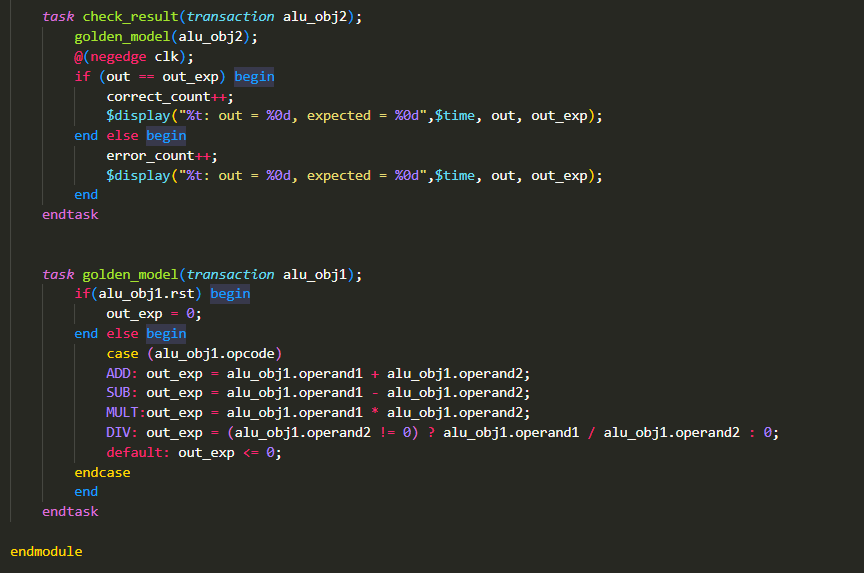 task check_result(transaction alu_obj2);
golden_model(alu_obj2);
@(negedge clk);
if (out == out_exp) begin
correct_count++;
$display("%t: out = %0d, expected = %0d",$time, out, out_exp);
end else begin
error_count++;
$display("%t: out = %0d, expected = %0d",$time, out, out_exp);
end
endtask
task golden_model(transaction alu_obj1);
if(alu_obj1.rst) begin
out_exp = 0;
end else begin
case (alu_obj1.opcode)
ADD: out_exp = alu_obj1.operand1 + alu_obj1.operand2;
SUB: out_exp = alu_obj1.operand1 - alu_obj1.operand2;
MULT:out_exp = alu_obj1.operand1 * alu_obj1.operand2;
DIV: out_exp = (alu_obj1.operand2 != 0) ? alu_obj1.operand1 / alu_obj1.operand2 : 0;
default: out_exp <= 0;
endcase
end
endtask
endmodule